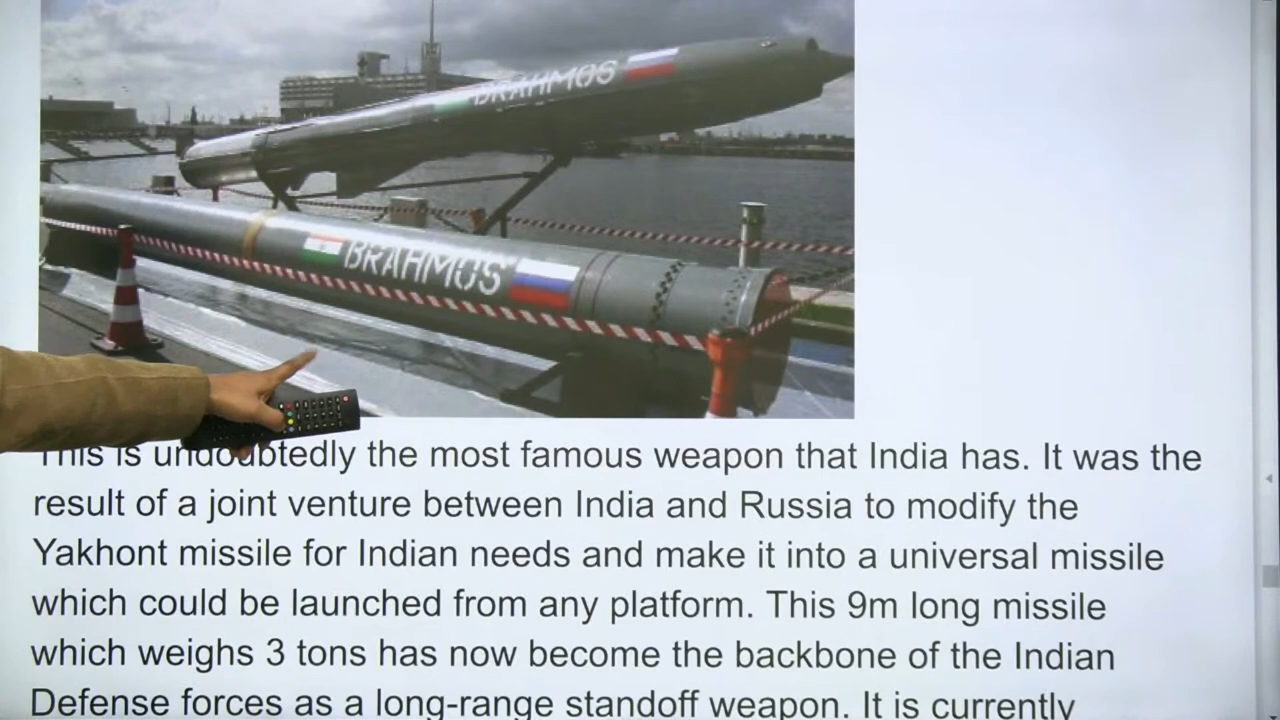 BRAHMOS
BRAHMOS
This is undoubtedly the most famous weapon that India has. It was the
result of a joint venture between India and Russia to modify the
Yakhont missile for Indian needs and make it into a universal missile
which could be launched from any platform. This 9m long missile
which weighs 3 tons has now become the backbone of the Indian
Defense forces as a long-range standoff weapon. It is currently